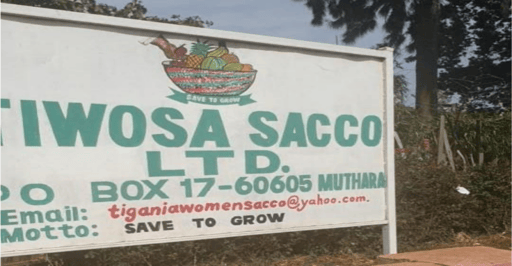 SAVE TO GROW
TIWOSA SACCO
LTD.
PO BOX 17-60605 MUTHARA
Email: tiganiawomensacco@yahoo.com.
Motto: SAVE TO GROW